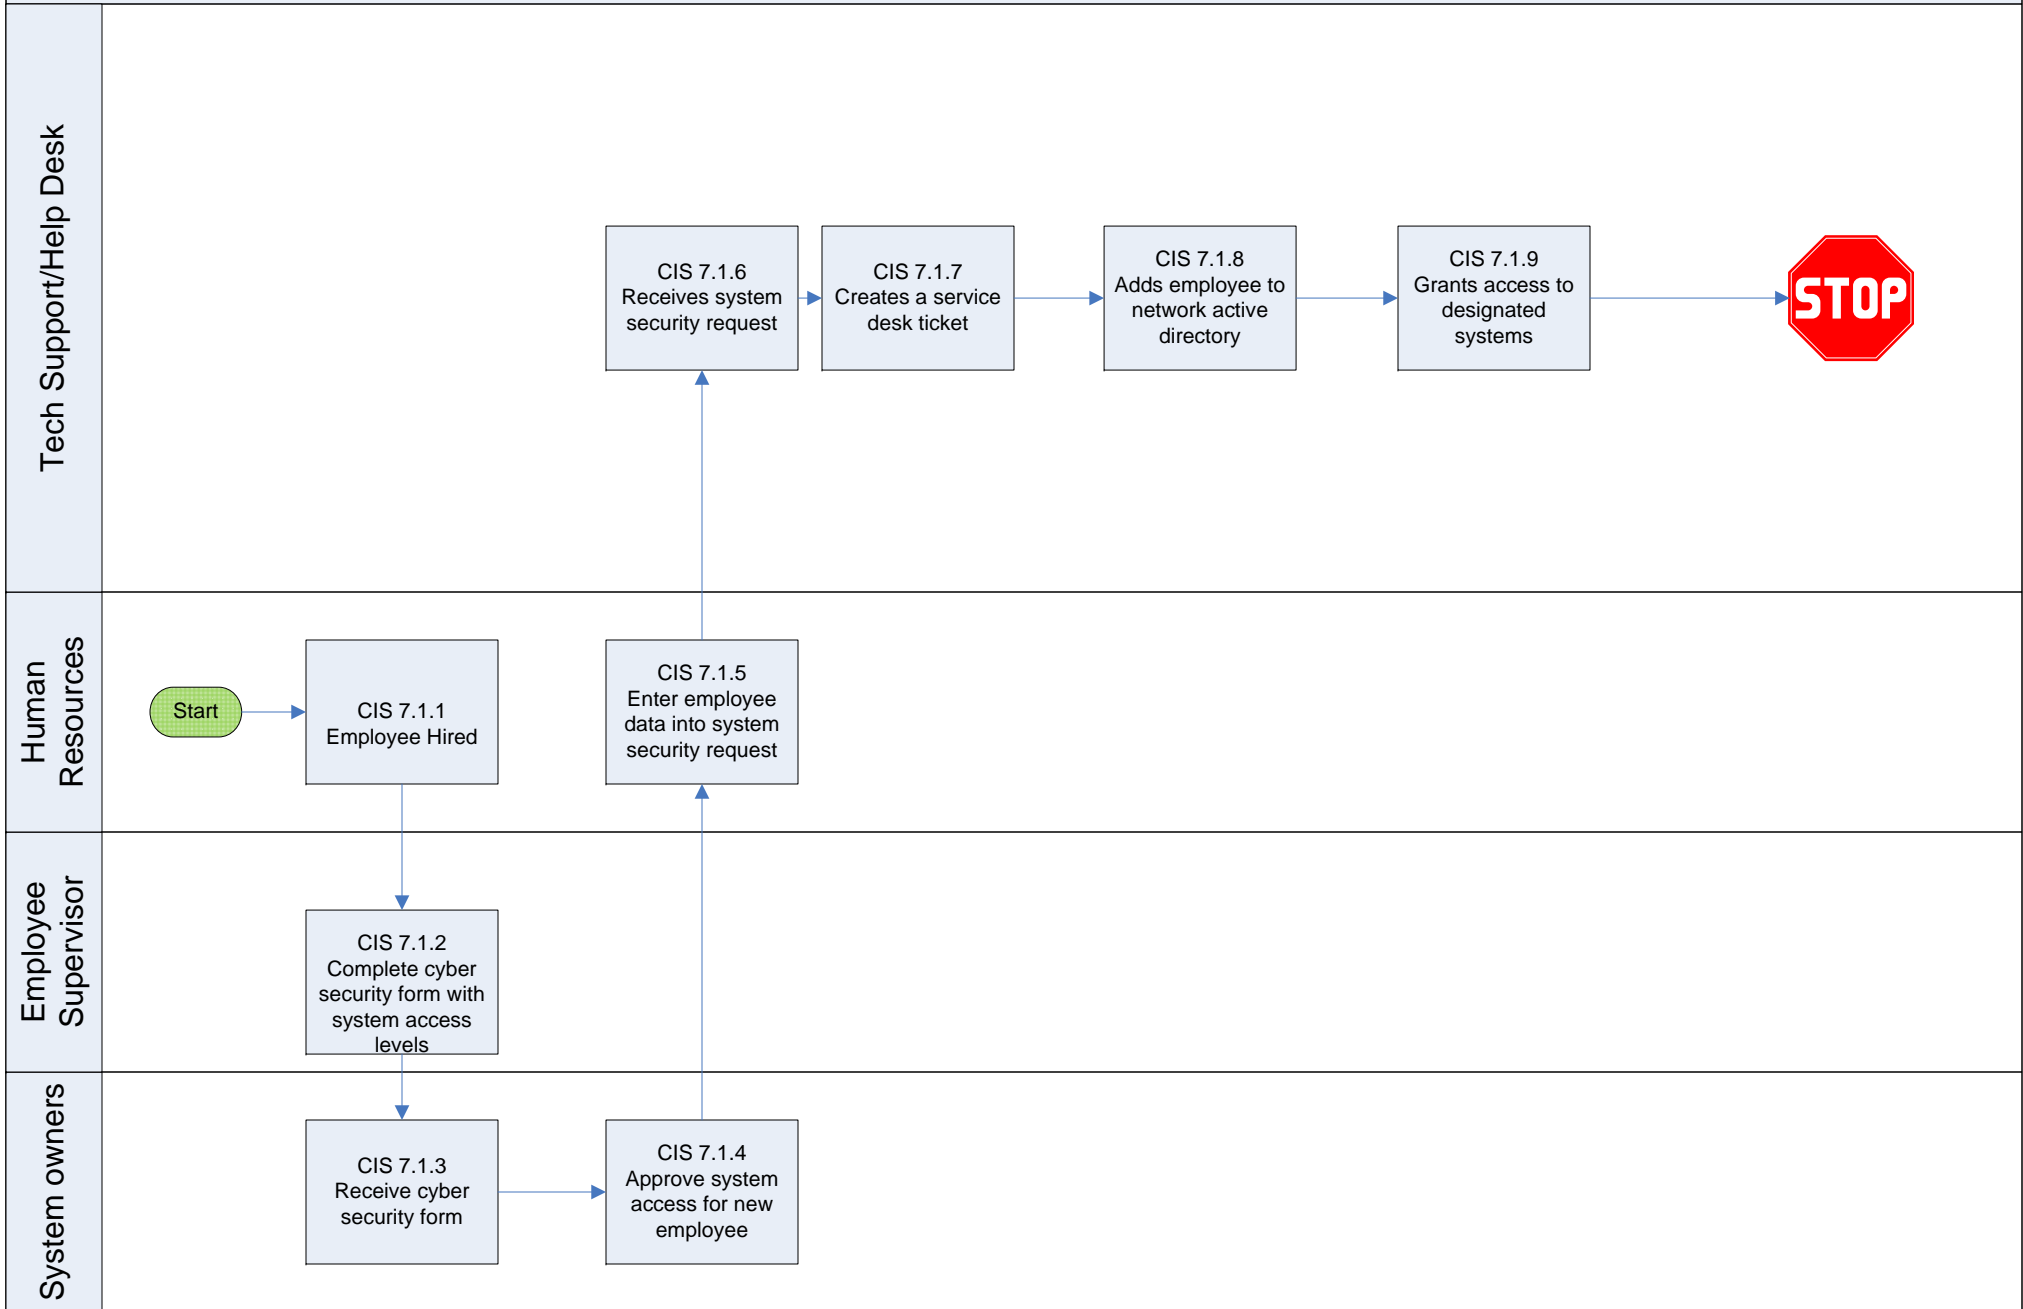 Tech Support/Help Desk
CIS 7.1.6
Receives system
security request
CIS 7.1.7
Creates a service
desk ticket
CIS 7.1.8
Adds employee to
network active
directory
CIS 7.1.9
Grants access to
designated
systems
STOP
Human
Resources
Start
CIS 7.1.1
Employee Hired
CIS 7.1.5
Enter employee
data into system
security request
Employee
Supervisor
CIS 7.1.2
Complete cyber
security form with
system access
levels
System owners
CIS 7.1.3
Receive cyber
security form
CIS 7.1.4
Approve system
access for new
employee